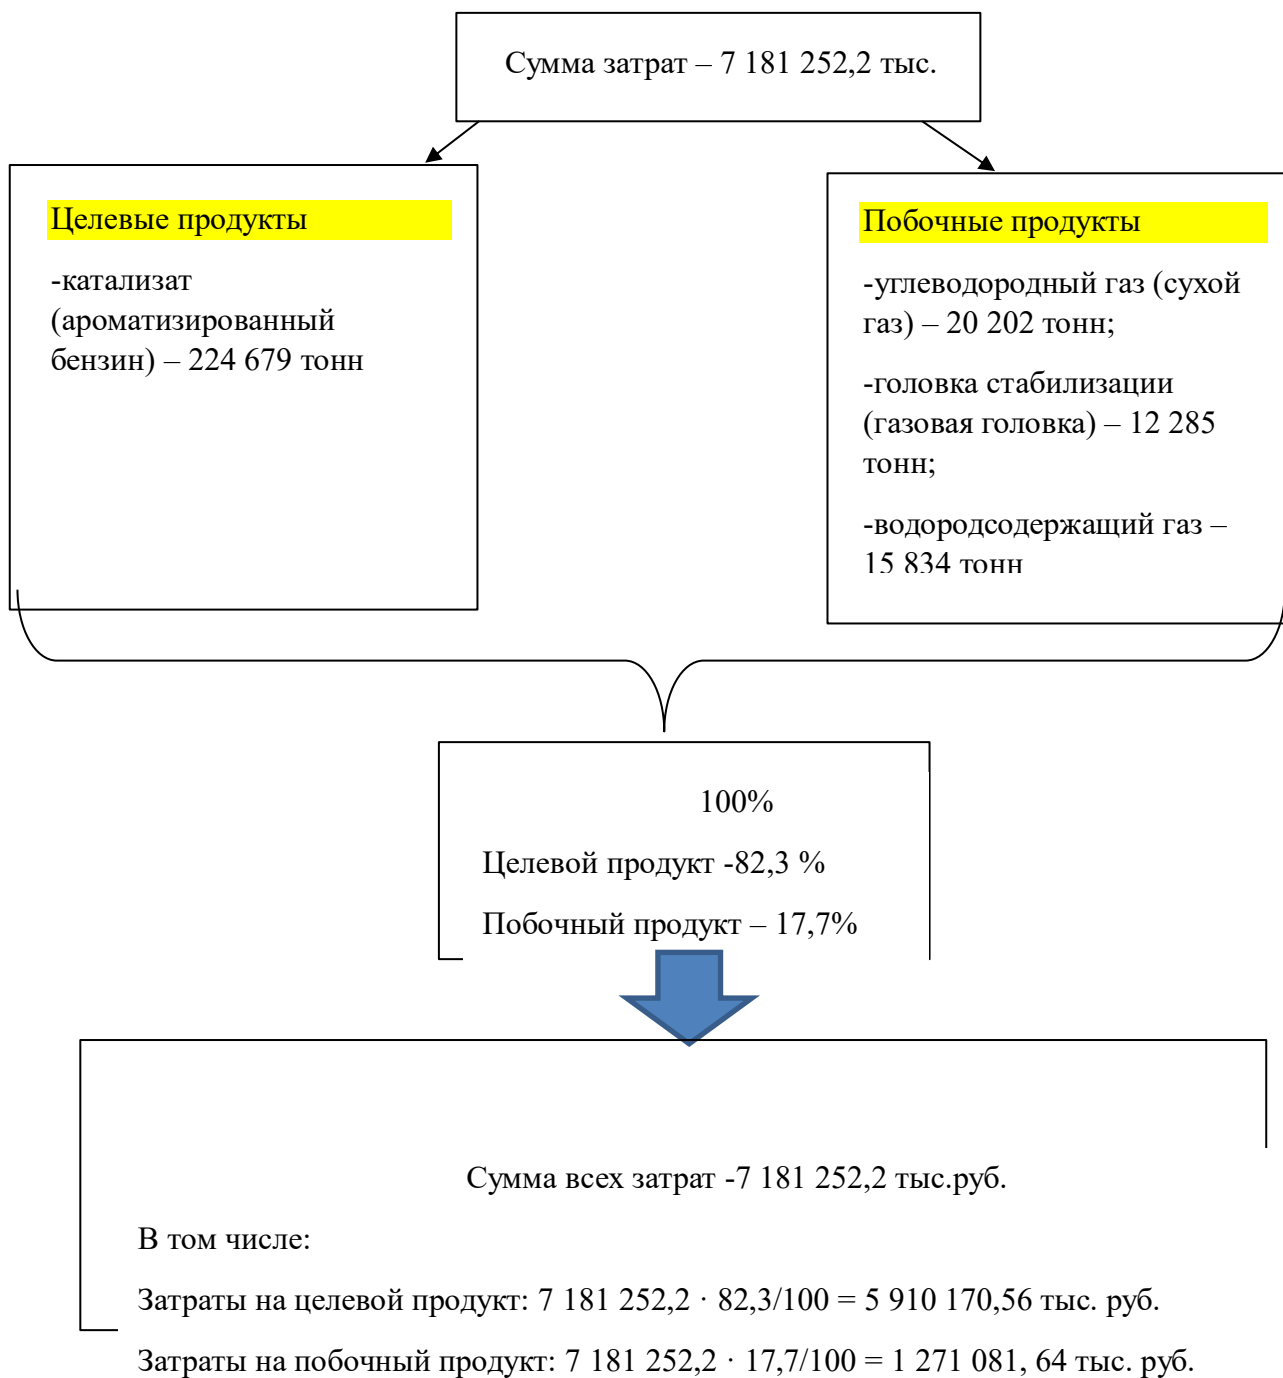 Сумма затрат – 7 181 252,2 тыс.
Целевые продукты
-катализат
(ароматизированный
бензин) – 224 679 тонн
Побочные продукты
-углеводородный газ (сухой
газ) – 20 202 тонн;
-головка стабилизации
(газовая головка) – 12 285
тонн;
-водородсодержащий газ –
15 834 тонн
100%
Целевой продукт -82,3 %
Побочный продукт – 17,7%
Сумма всех затрат -7 181 252,2 тыс.руб.
В том числе:
Затраты на целевой продукт: 7 181 252,2 · 82,3/100 = 5 910 170,56 тыс. руб.
Затраты на побочный продукт: 7 181 252,2 · 17,7/100 = 1 271 081, 64 тыс. руб.